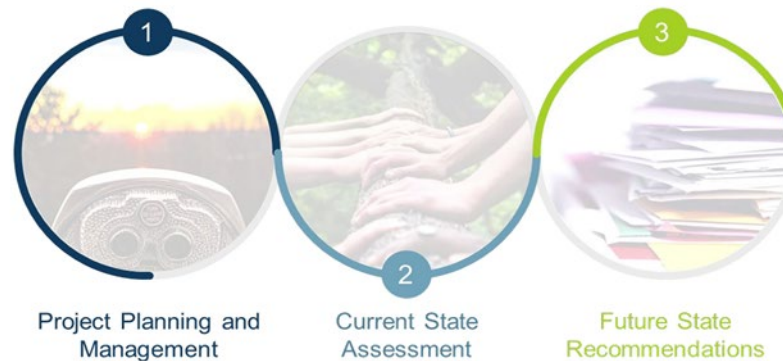 1
3
2
Project Planning and
Management
Current State
Assessment
Future State
Recommendations